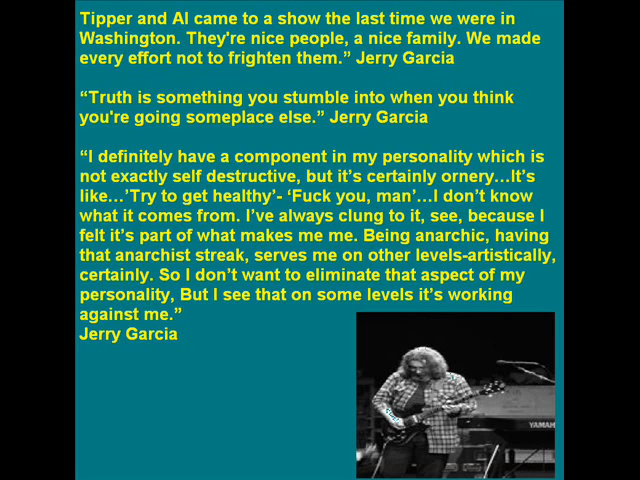 Tipper and Al came to a show the last time we were in
Washington. They're nice people, a nice family. We made
every effort not to frighten them.” Jerry Garcia
“Truth is something you stumble into when you think
you're going someplace else.” Jerry Garcia
“I definitely have a component in my personality which is
not exactly self destructive, but it’s certainly ornery…It’s
like…’Try to get healthy’- ‘Fuck you, man’…I don’t know
what it comes from. I’ve always clung to it, see, because I
felt it’s part of what makes me me. Being anarchic, having
that anarchist streak, serves me on other levels-artistically,
certainly. So I don’t want to eliminate that aspect of my
personality, But I see that on some levels it’s working
against me.”
Jerry Garcia
YAMAH